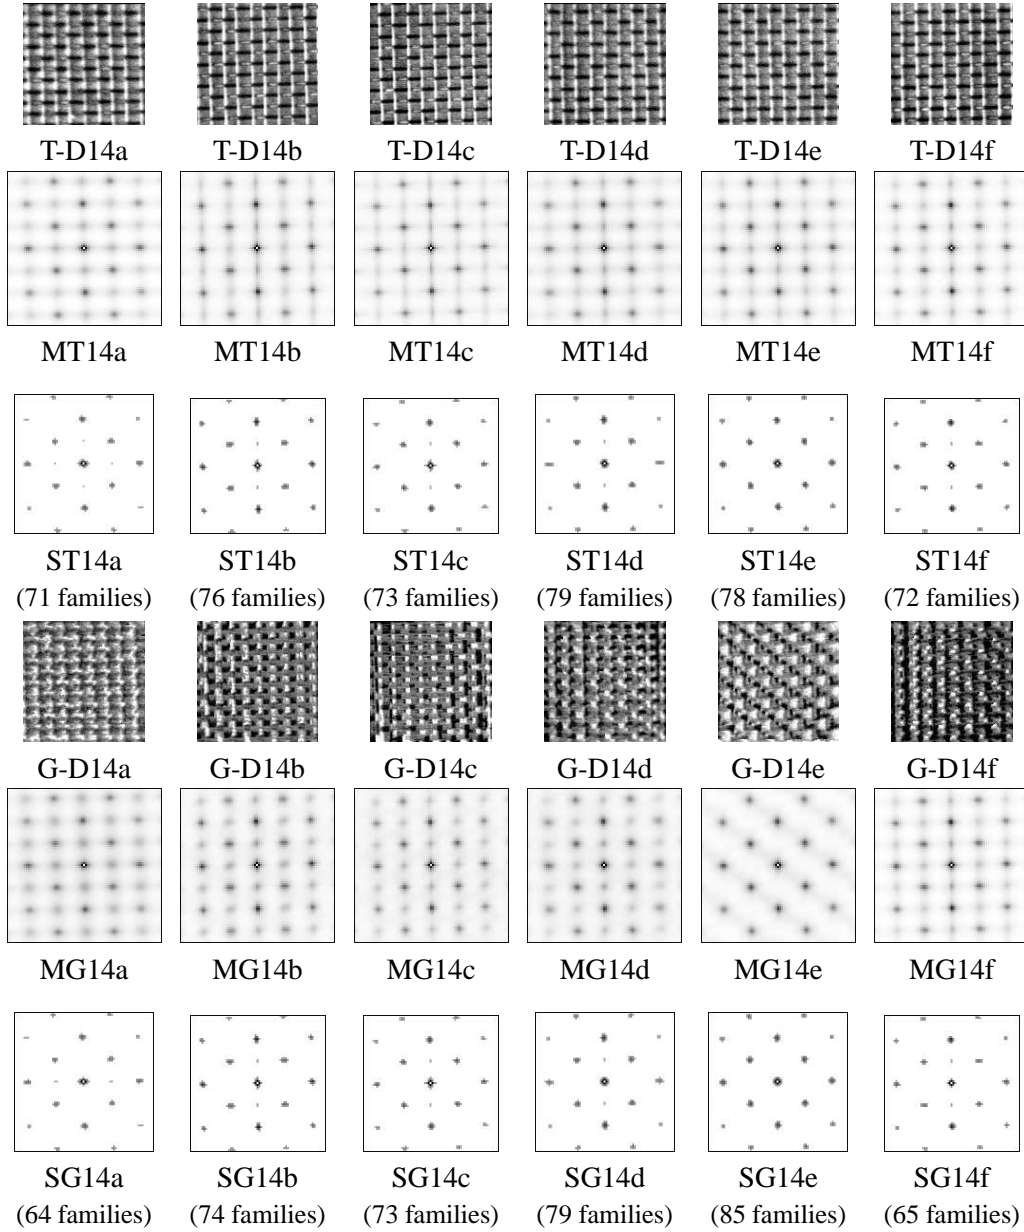 T-D14a T-D14b T-D14c T-D14d T-D14e T-D14f
MT14a MT14b MT14c MT14d MT14e MT14f
ST14a ST14b ST14c ST14d ST14e ST14f
(71 families) (76 families) (73 families) (79 families) (78 families) (72 families)
G-D14a G-D14b G-D14c G-D14d G-D14e G-D14f
MG14a MG14b MG14c MG14d MG14e MG14f
SG14a SG14b SG14c SG14d SG14e SG14f
(64 families) (74 families) (73 families) (79 families) (85 families) (65 families)